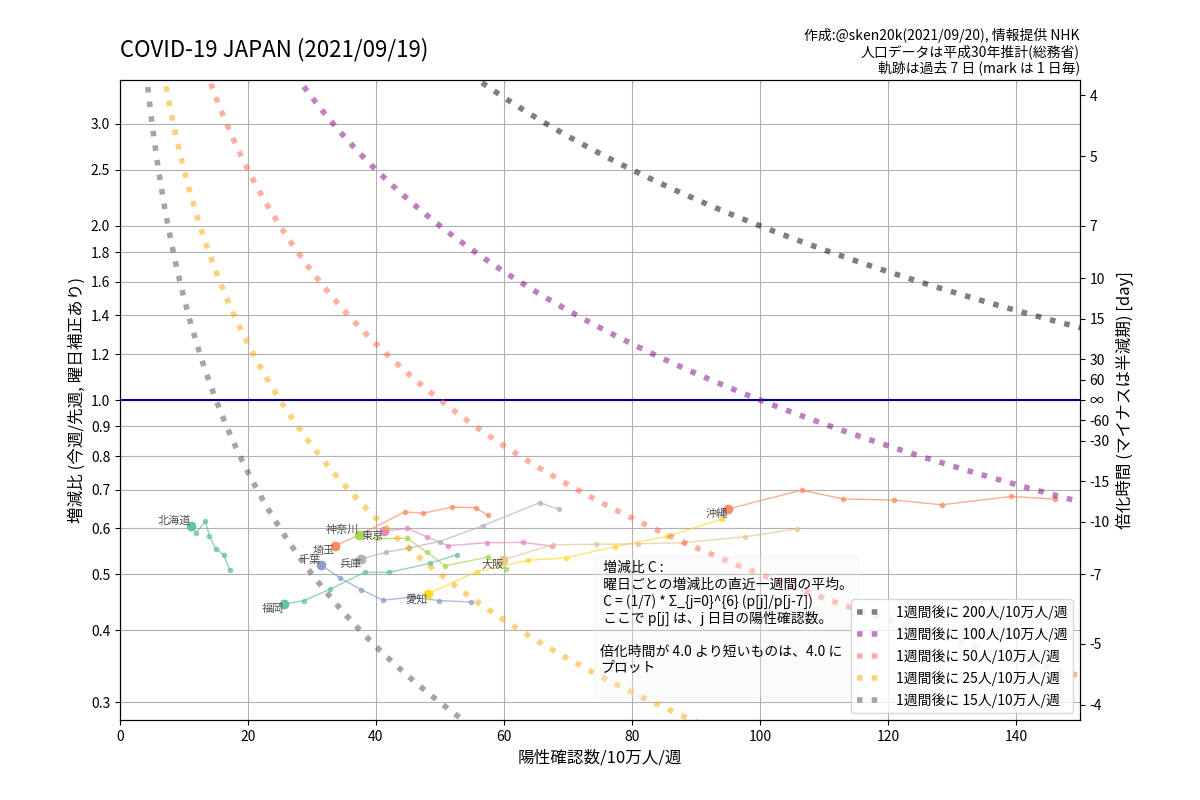 COVID-19 JAPAN (2021/09/19)
作成:@sken20k(2021/09/20), 情報提供 NHK
人口データは平成30年推計(総務省)
軌跡は過去 7 日 (mark は 1 日毎)
増減比 (今週/先週, 曜日補正あり)
3.0
2.5
2.0
1.8
1.6
1.4
1.2
1.0
0.9
0.8
0.7
0.6
0.5
0.4
0.3
4
5
7
10
15
30
60
∞
-60
-30
-15
-10
-7
-5
-4
倍化時間 (マイナスは半減期) [day]
北海道
神奈川
東京
埼玉
千葉
兵庫
福岡
愛知
大阪
沖縄
増減比 C :
曜日ごとの増減比の直近一週間の平均。
C = (1/7) * Σ_{j=0}^{6} (p[j]/p[j-7])
ここで p[j] は、j 日目の陽性確認数。
倍化時間が 4.0 より短いものは、4.0 に
プロット
1週間後に 200人/10万人/週
1週間後に 100人/10万人/週
1週間後に 50人/10万人/週
1週間後に 25人/10万人/週
1週間後に 15人/10万人/週
0 20 40 60 80 100 120 140
陽性確認数/10万人/週